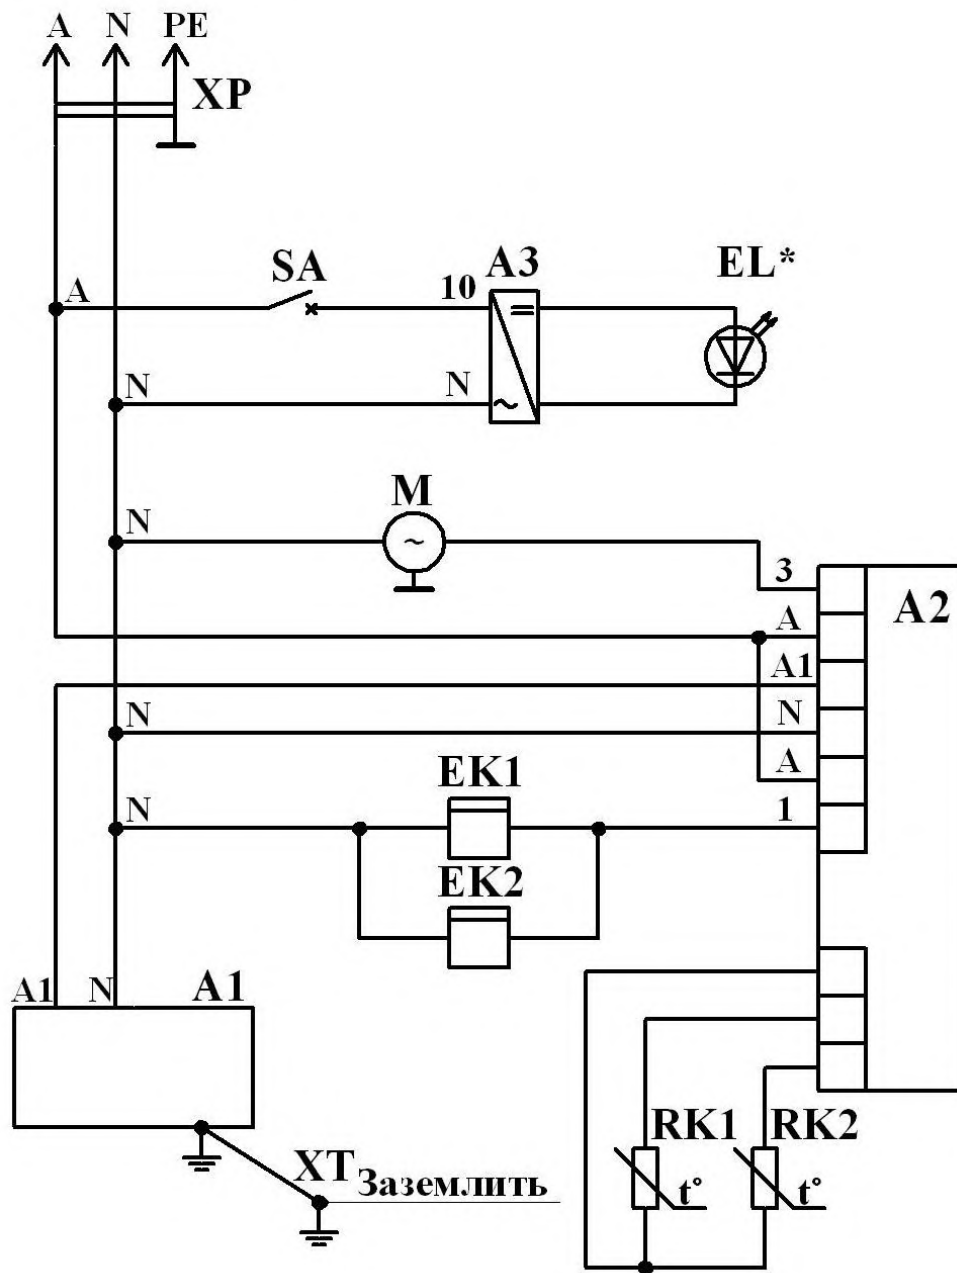 A N PE
XP
SA A3 EL*
A 10
N N
M
N 3
A2
A
A1
N N
EK1 A
N 1
EK2
A1 N A1
RK1 RK2
XT Заземлить t° t°